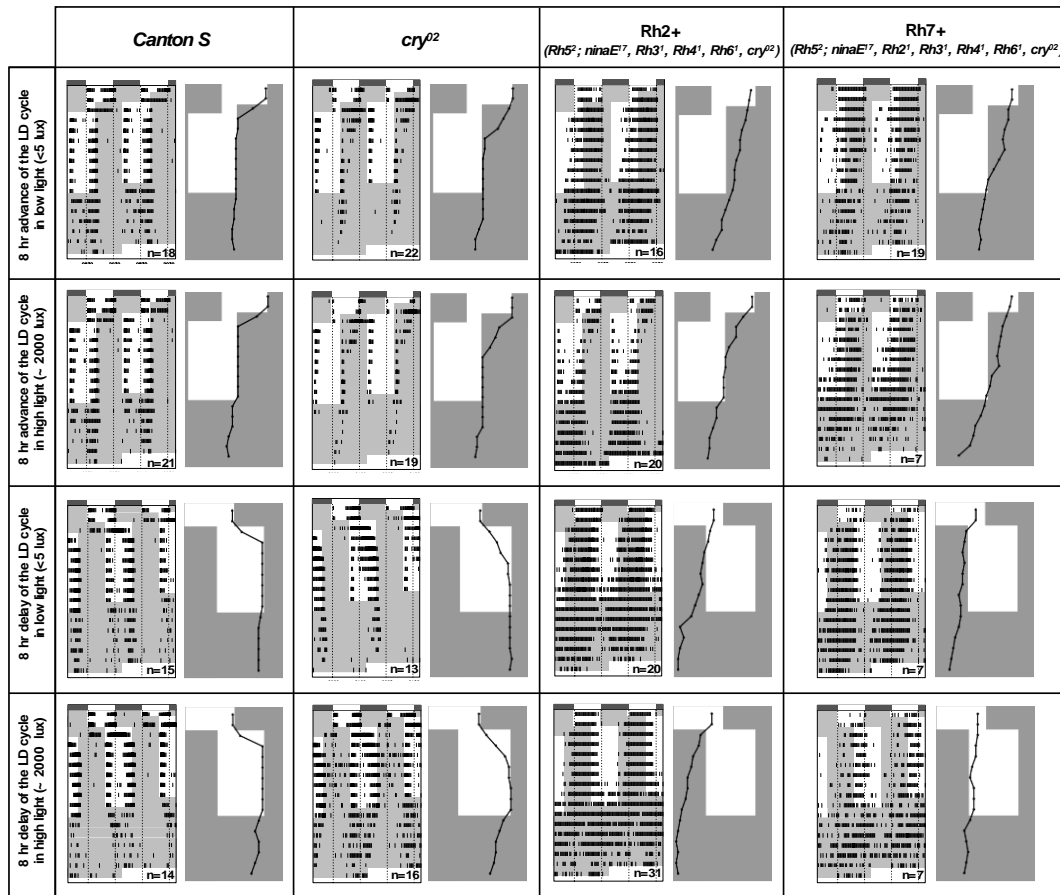 Canton S
cry⁰²
Rh2+
(Rh5²; ninaE¹⁷, Rh3¹, Rh4¹, Rh6¹, cry⁰²)
Rh7+
(Rh5²; ninaE¹⁷, Rh2¹, Rh3¹, Rh4¹, Rh6¹, cry⁰²)
8 hr advance of the LD cycle
in low light (<5 lux)
n=18
n=22
n=16
n=19
8 hr advance of the LD cycle
in high light (~ 2000 lux)
n=21
n=19
n=20
n=7
8 hr delay of the LD cycle
in low light (<5 lux)
n=15
n=13
n=20
n=7
8 hr delay of the LD cycle
in high light (~ 2000 lux)
n=14
n=16
n=31
n=7